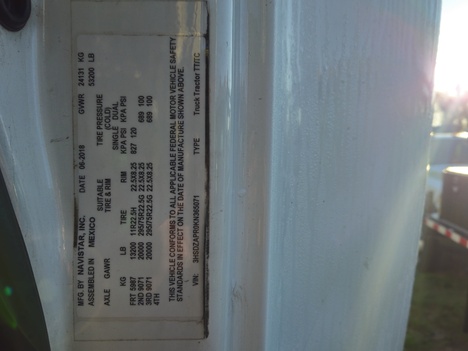 MFG. BY NAVISTAR, INC. DATE 06-2018 GVWR 24131 KG
ASSEMBLED IN MEXICO 53200 LB
SUITABLE TIRE PRESSURE
AXLE GAWR TIRE & RIM (COLD)
SINGLE DUAL
KG LB TIRE RIM KPA PSI KPA PSI
FRT 5987 13200 11R22.5H 22.5X8.25 827 120
2ND 9071 20000 295/75R22.5G 22.5X8.25 689 100
3RD 9071 20000 295/75R22.5G 22.5X8.25 689 100
4TH
THIS VEHICLE CONFORMS TO ALL APPLICABLE FEDERAL MOTOR VEHICLE SAFETY
STANDARDS IN EFFECT ON THE DATE OF MANUFACTURE SHOWN ABOVE.
VIN: TYPE Truck Tractor